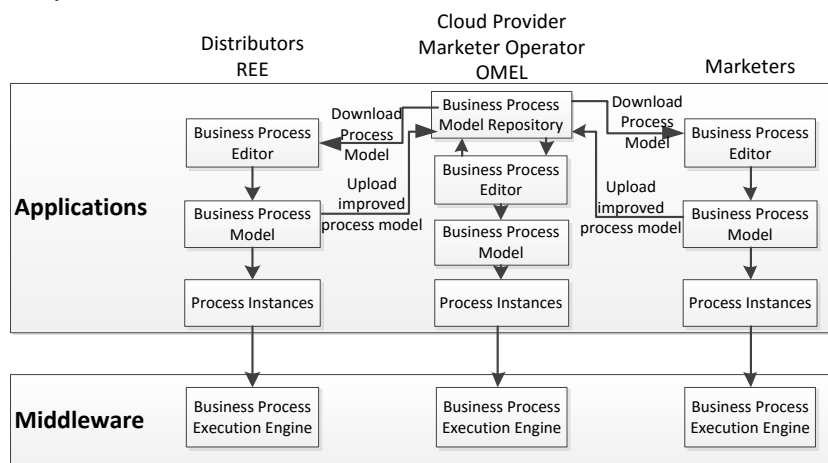 Distributors
REE
Cloud Provider
Marketer Operator
OMEL
Marketers
Applications
Business Process
Editor
Download
Process
Model
Business Process
Model Repository
Download
Process
Model
Business Process
Editor
Business Process
Editor
Upload
improved
process model
Upload
improved
process model
Business Process
Model
Business Process
Model
Business Process
Model
Process Instances
Process Instances
Process Instances
Middleware
Business Process
Execution Engine
Business Process
Execution Engine
Business Process
Execution Engine